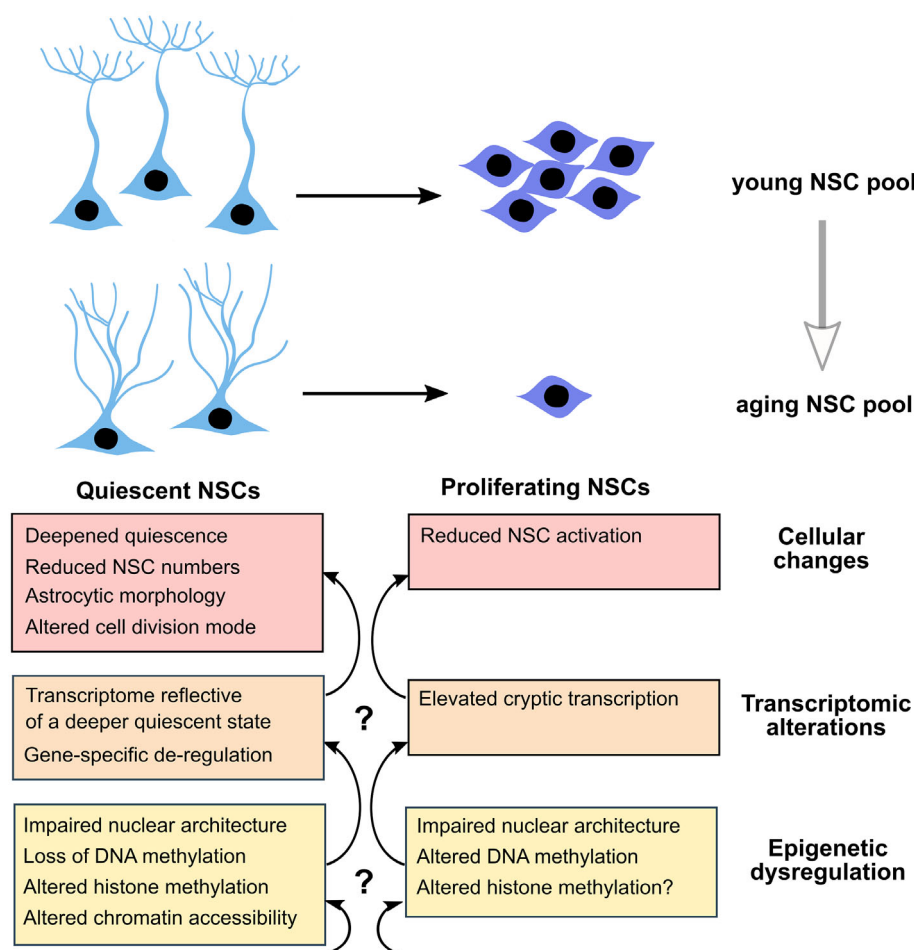 young NSC pool
aging NSC pool
Quiescent NSCs
Proliferating NSCs
Deepened quiescence
Reduced NSC numbers
Astrocytic morphology
Altered cell division mode
Reduced NSC activation
Cellular
changes
Transcriptome reflective
of a deeper quiescent state
Gene-specific de-regulation
?
Elevated cryptic transcription
Transcriptomic
alterations
Impaired nuclear architecture
Loss of DNA methylation
Altered histone methylation
Altered chromatin accessibility
?
Impaired nuclear architecture
Altered DNA methylation
Altered histone methylation?
Epigenetic
dysregulation